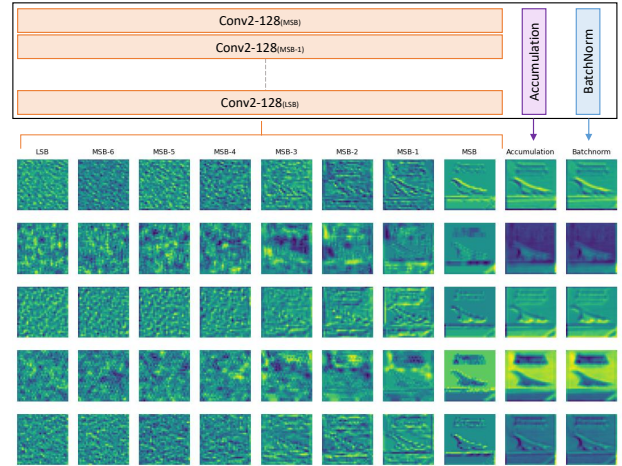 Conv2-128(MSB)
Conv2-128(MSB-1)
Conv2-128(LSB)
Accumulation
BatchNorm
LSB MSB-6 MSB-5 MSB-4 MSB-3 MSB-2 MSB-1 MSB Accumulation Batchnorm